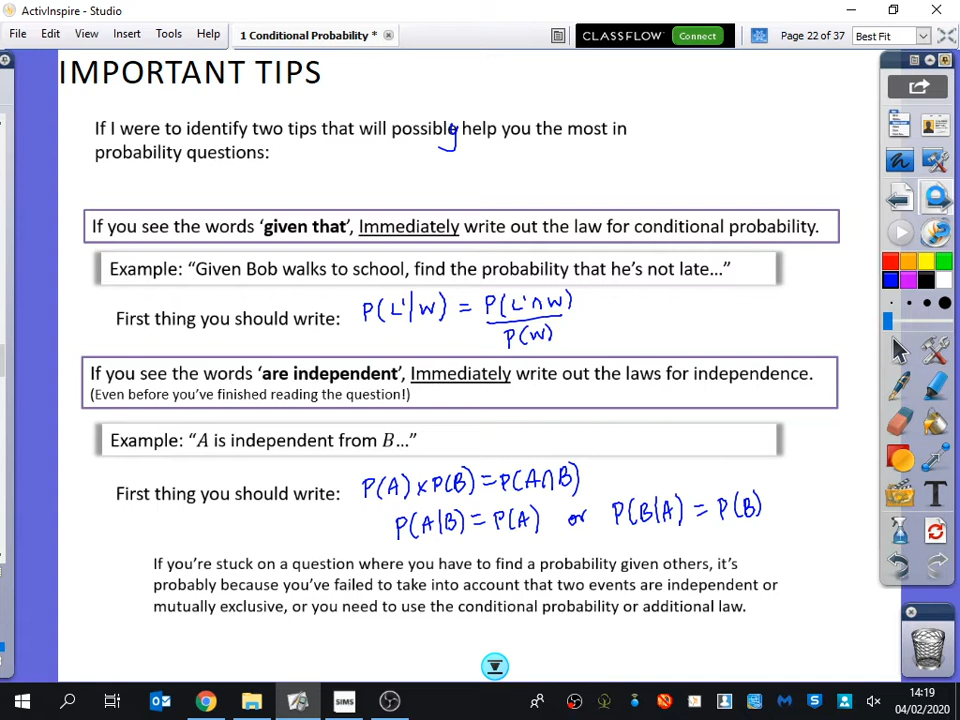 ActivInspire - Studio
File Edit View Insert Tools Help
1 Conditional Probability *
CLASSFLOW Connect
Page 22 of 37
Best Fit
IMPORTANT TIPS
If I were to identify two tips that will possibly help you the most in
probability questions:
If you see the words ‘given that’, Immediately write out the law for conditional probability.
Example: “Given Bob walks to school, find the probability that he’s not late…”
First thing you should write: P(L'|W) = P(L'∩W)
P(W)
If you see the words ‘are independent’, Immediately write out the laws for independence.
(Even before you’ve finished reading the question!)
Example: “A is independent from B…”
First thing you should write: P(A) × P(B) = P(A∩B)
P(A|B) = P(A) or P(B|A) = P(B)
If you’re stuck on a question where you have to find a probability given others, it’s
probably because you’ve failed to take into account that two events are independent or
mutually exclusive, or you need to use the conditional probability or additional law.
SIMS
14:19
04/02/2020